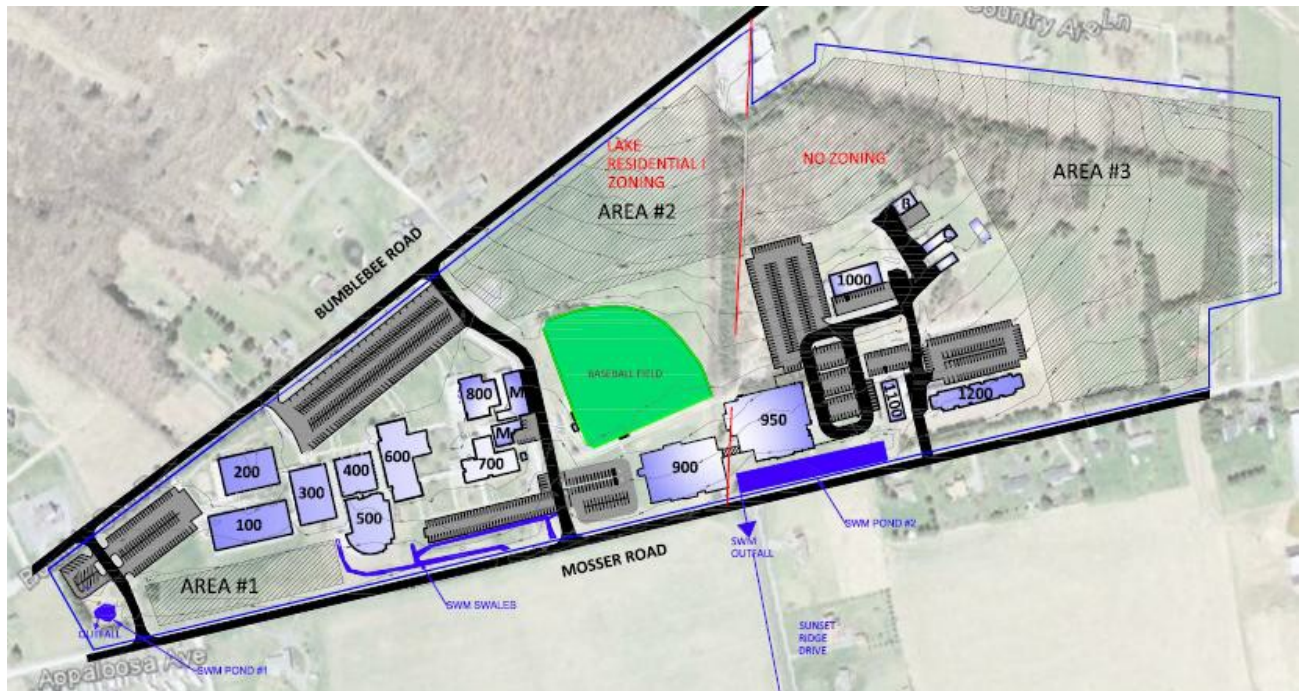 Country Ave Ln
LAKE
RESIDENTIAL I
ZONING
NO ZONING
AREA #3
AREA #2
BUMBLEBEE ROAD
B
1000
BASEBALL FIELD
800
M
M
700
600
400
200
300
100
500
900
950
1100
1200
AREA #1
MOSSER ROAD
SWM POND #2
SWM
OUTFALL
SWM SWALES
OUTFALL
SWM POND #1
SUNSET
RIDGE
DRIVE
Appaloosa Ave